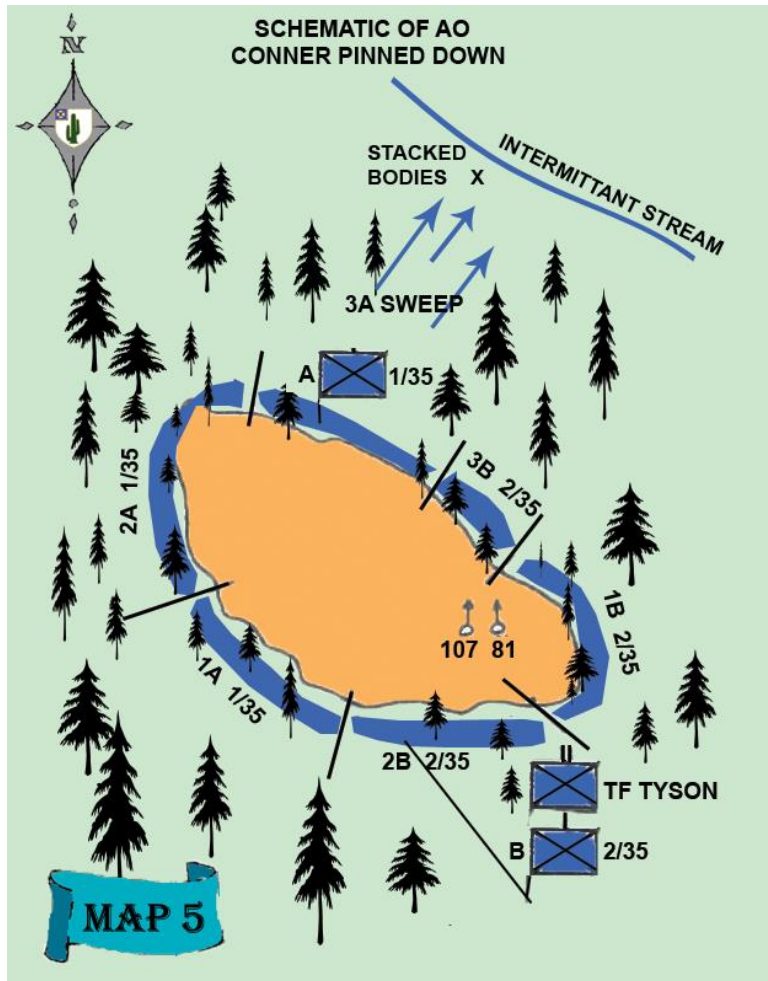 SCHEMATIC OF AO
CONNER PINNED DOWN
N
STACKED
BODIES X
INTERMITTANT STREAM
3A SWEEP
A 1/35
2A 1/35
3B 2/35
1B 2/35
107 81
1A 1/35
2B 2/35
II
TF TYSON
I
B 2/35
MAP 5